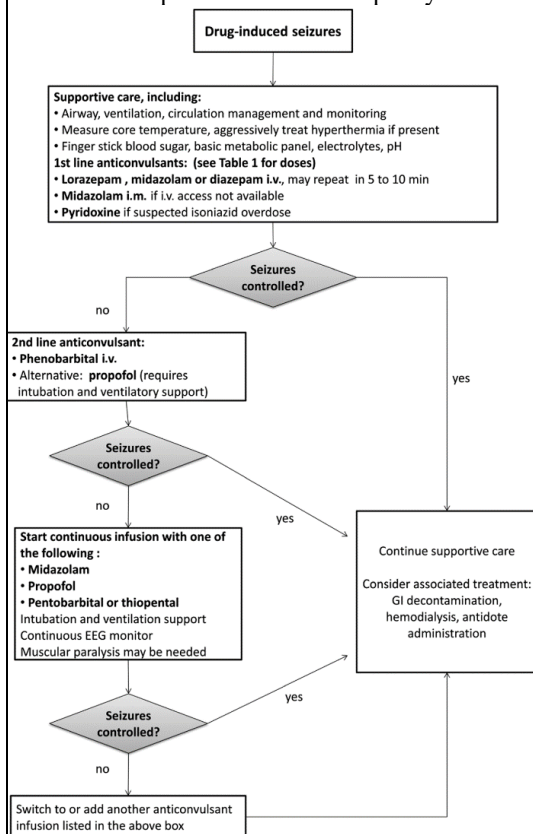 Drug-induced seizures
Supportive care, including:
• Airway, ventilation, circulation management and monitoring
• Measure core temperature, aggressively treat hyperthermia if present
• Finger stick blood sugar, basic metabolic panel, electrolytes, pH
1st line anticonvulsants: (see Table 1 for doses)
• Lorazepam , midazolam or diazepam i.v., may repeat in 5 to 10 min
• Midazolam i.m. if i.v. access not available
• Pyridoxine if suspected isoniazid overdose
Seizures
controlled?
no
yes
2nd line anticonvulsant:
• Phenobarbital i.v.
• Alternative: propofol (requires
intubation and ventilatory support)
Seizures
controlled?
no
yes
Start continuous infusion with one of
the following :
• Midazolam
• Propofol
• Pentobarbital or thiopental
Intubation and ventilation support
Continuous EEG monitor
Muscular paralysis may be needed
Continue supportive care
Consider associated treatment:
GI decontamination,
hemodialysis, antidote
administration
Seizures
controlled?
yes
no
Switch to or add another anticonvulsant
infusion listed in the above box